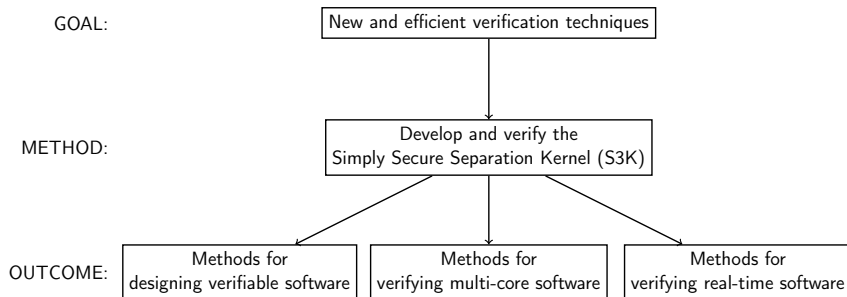 GOAL:
New and efficient verification techniques
METHOD:
Develop and verify the
Simply Secure Separation Kernel (S3K)
OUTCOME:
Methods for
designing verifiable software
Methods for
verifying multi-core software
Methods for
verifying real-time software